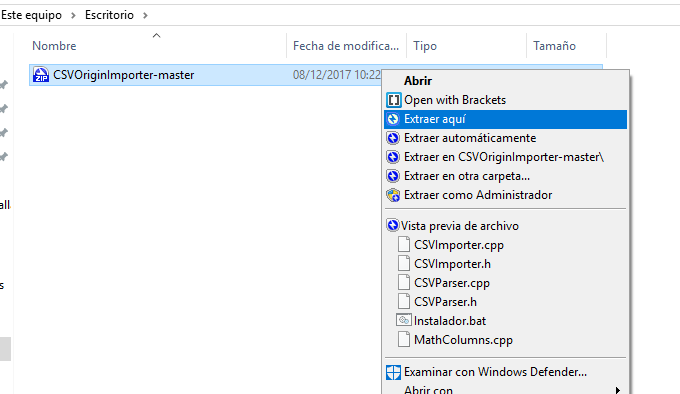 Este equipo > Escritorio >
Nombre Fecha de modifica... Tipo Tamaño
CSVOriginImporter-master 08/12/2017 10:22
Abrir
Open with Brackets
Extraer aquí
Extraer automáticamente
Extraer en CSVOriginImporter-master\
Extraer en otra carpeta...
Extraer como Administrador
Vista previa de archivo
CSVImporter.cpp
CSVImporter.h
CSVParser.cpp
CSVParser.h
Instalador.bat
MathColumns.cpp
Examinar con Windows Defender...
Abrir con